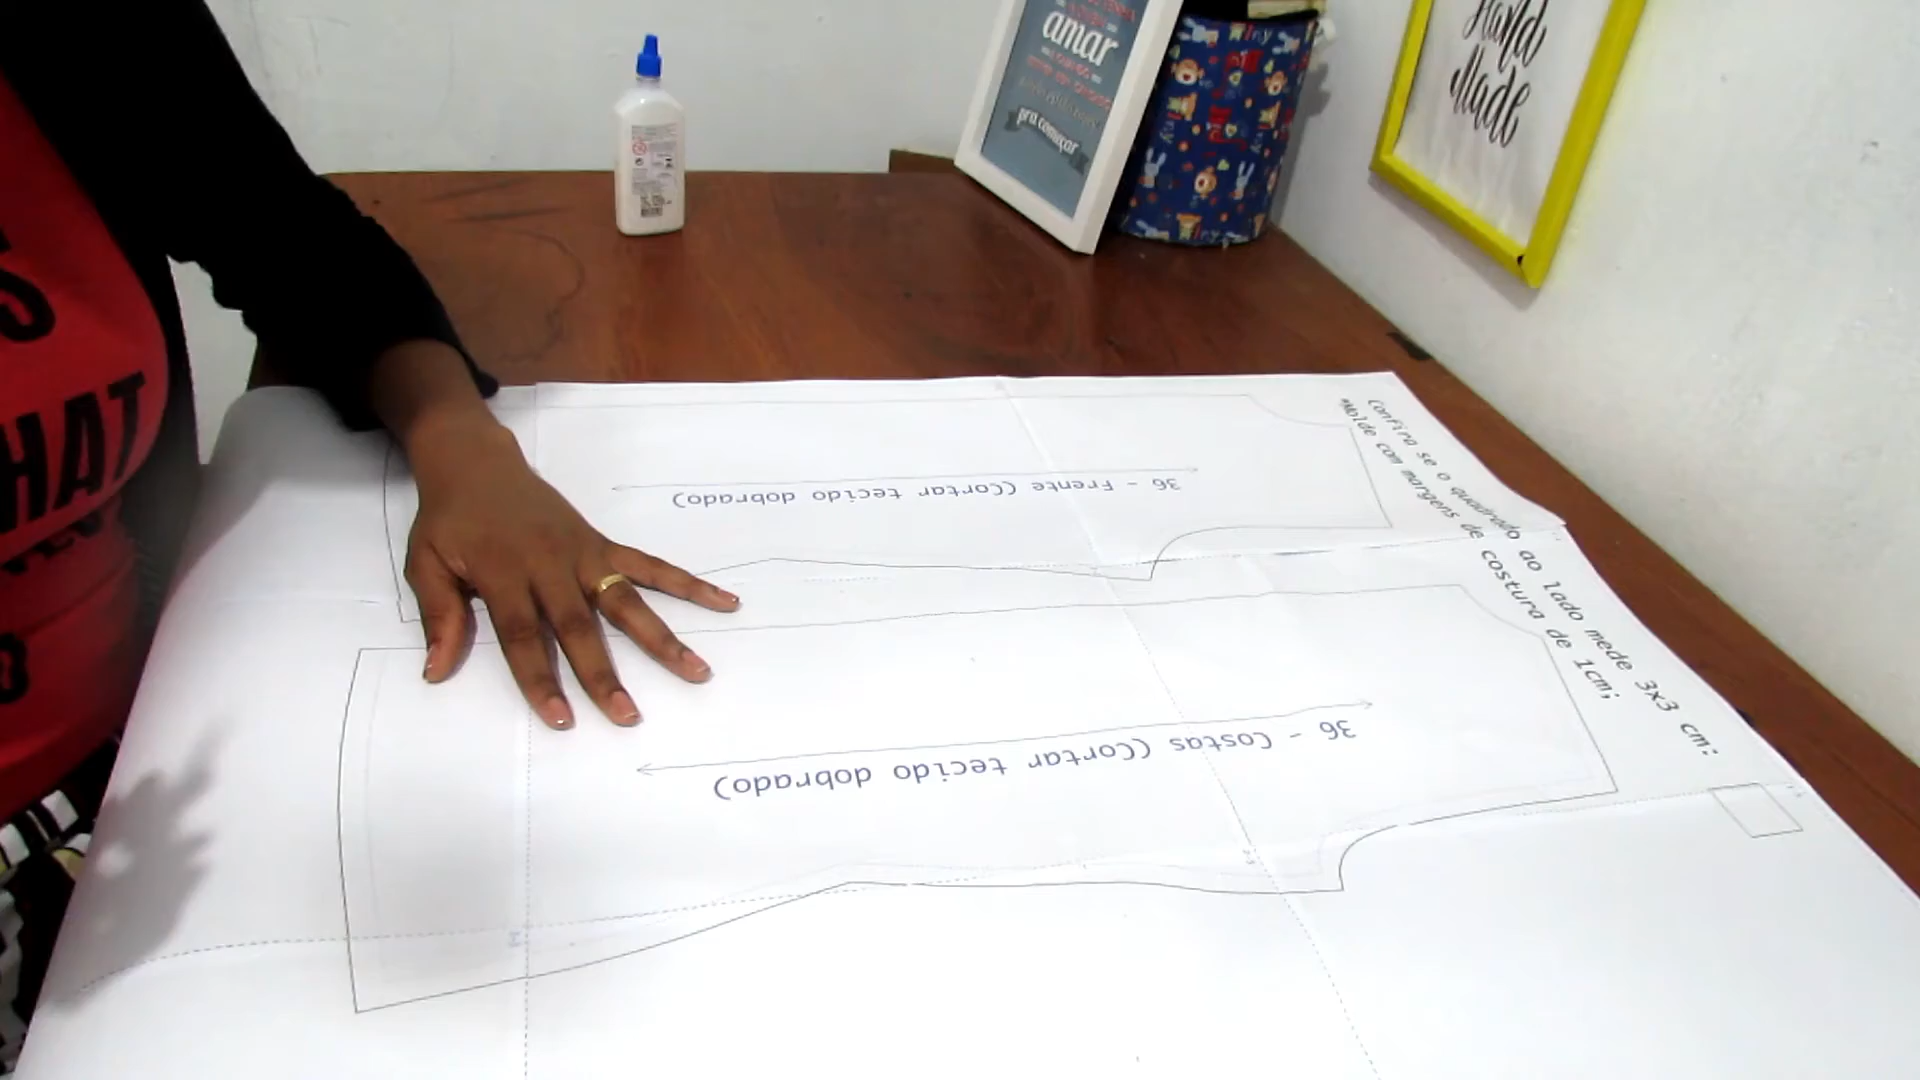 amar
pra começar
Hand
Made
HAT
36 - Frente (Cortar tecido dobrado)
Confira se o quadrado ao lado mede 3x3 cm:
*Molde com margens de costura de 1cm;
36 - Costas (Cortar tecido dobrado)